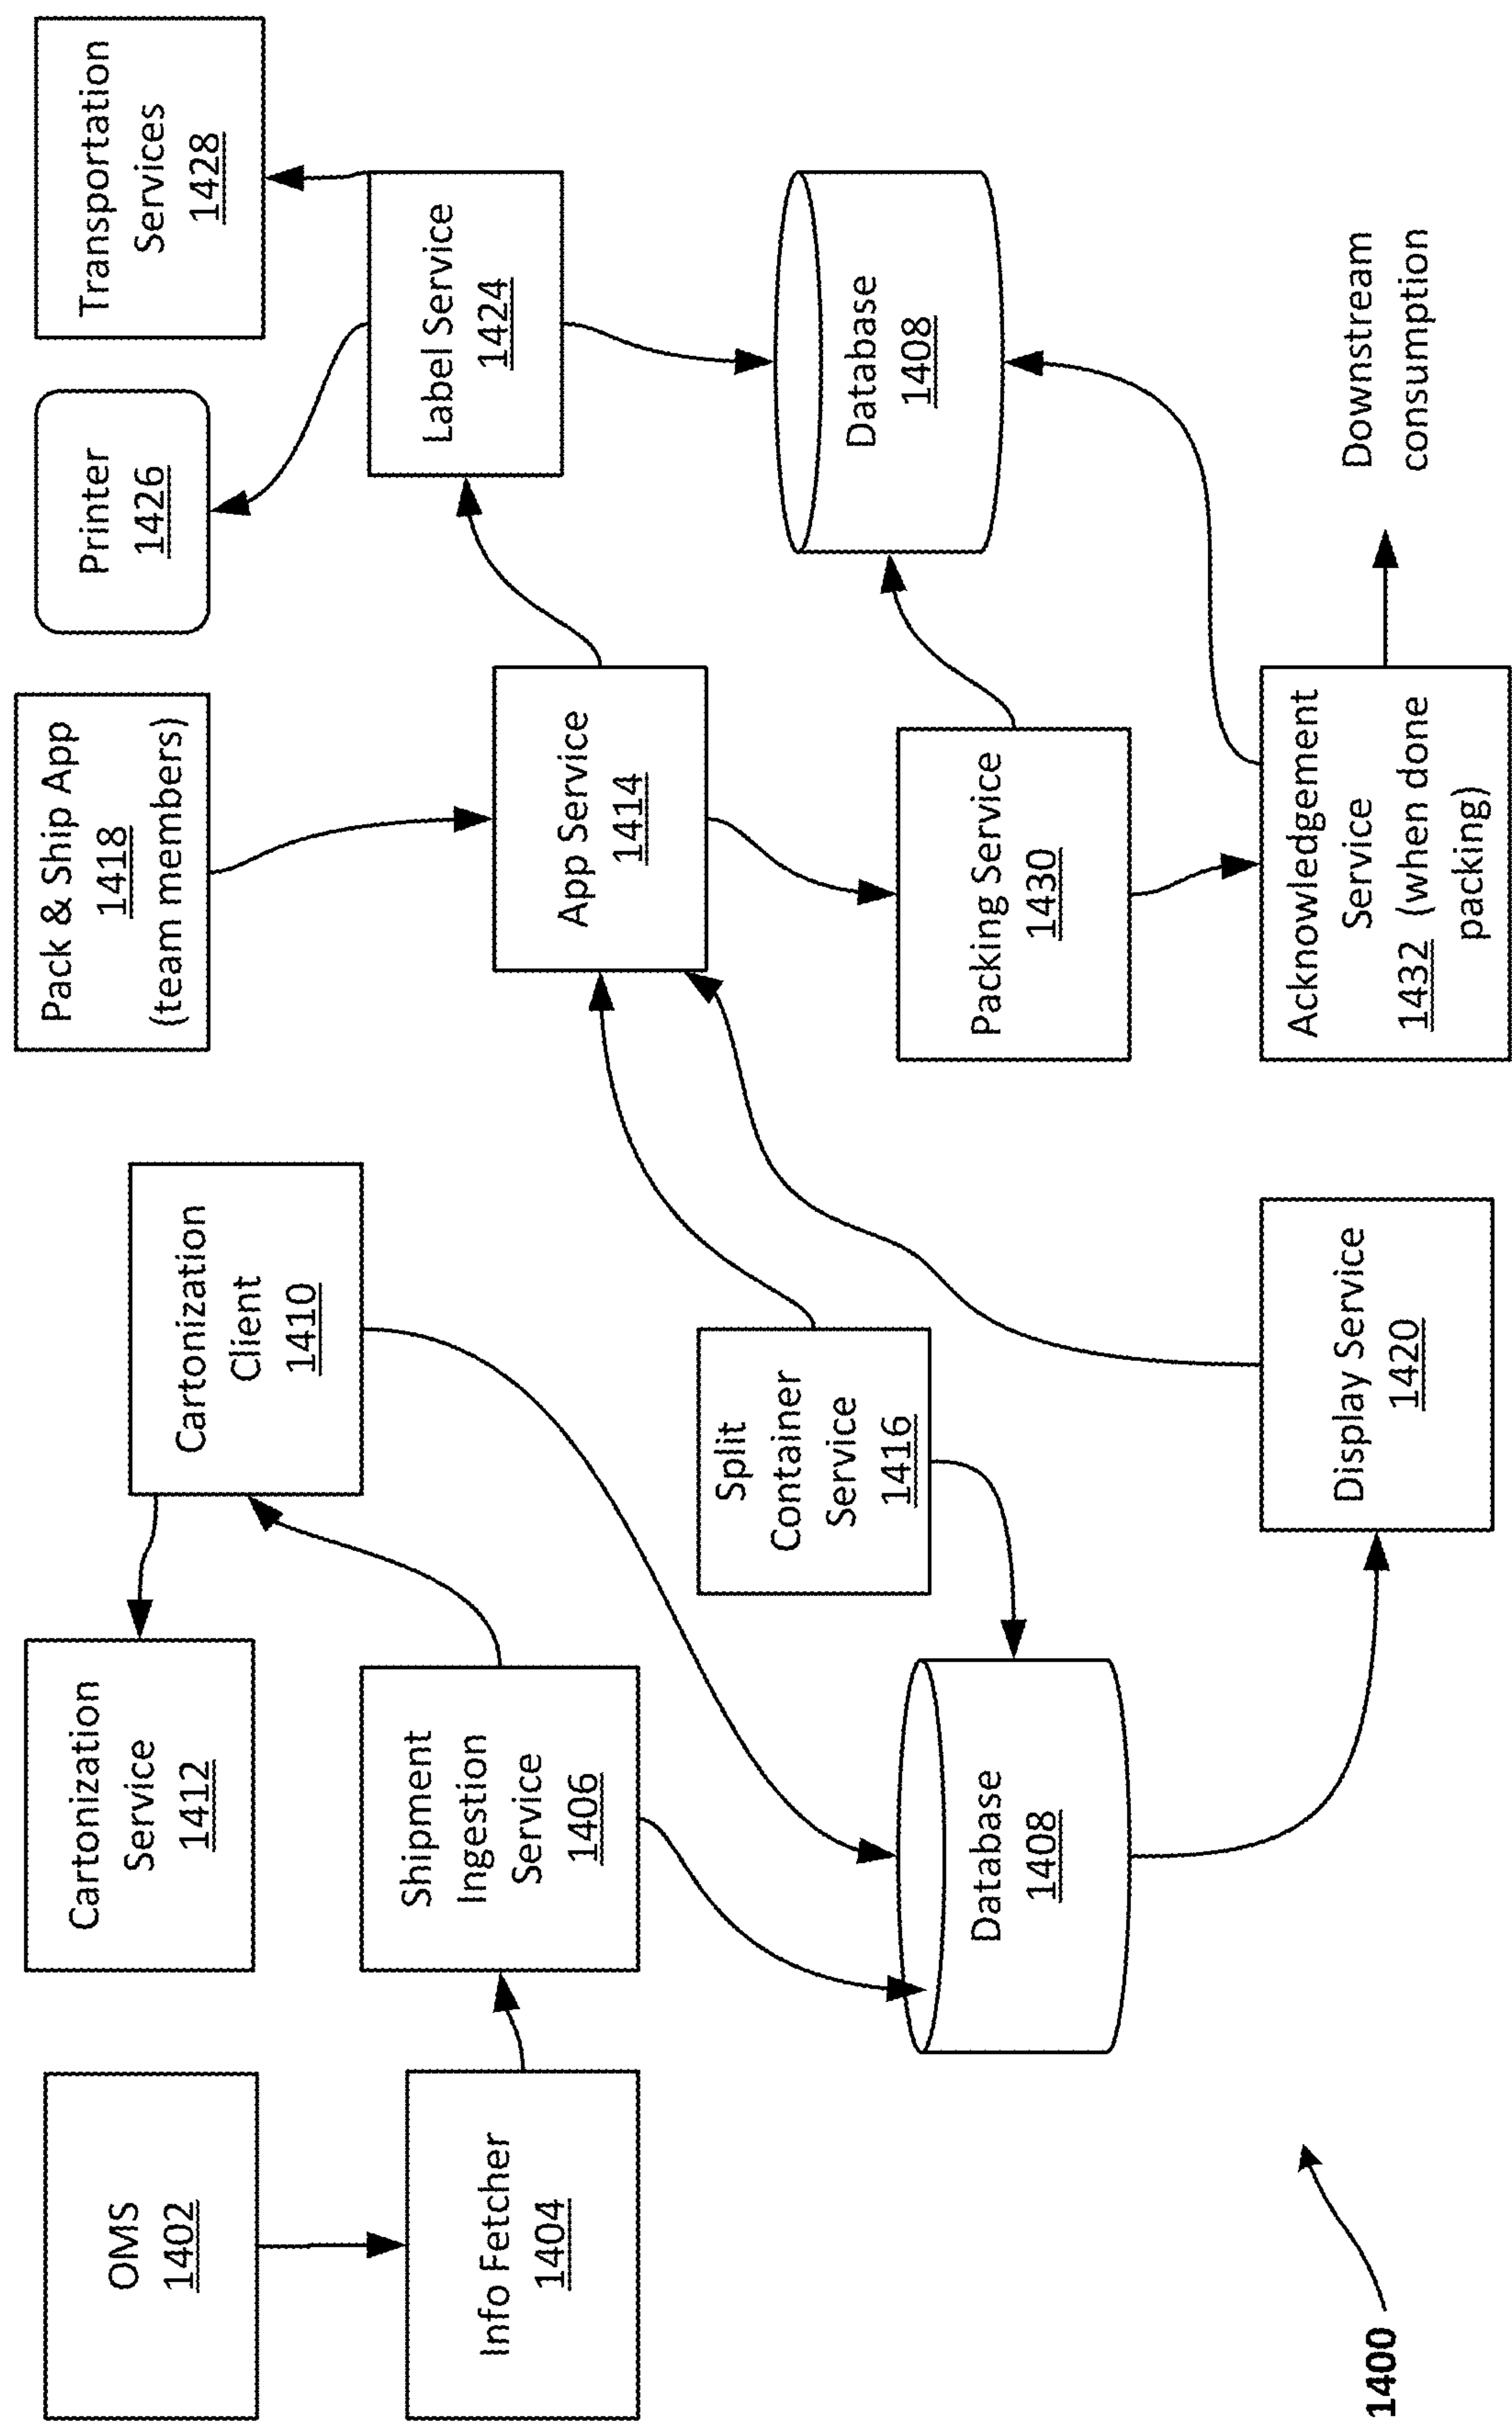 OMS
1402
Info Fetcher
1404
Cartonization
Service
1412
Shipment
Ingestion
Service
1406
Database
1408
Cartonization
Client
1410
Split
Container
Service
1416
Display Service
1420
Pack & Ship App
1418
(team members)
App Service
1414
Packing Service
1430
Acknowledgement
Service
1432 (when done
packing)
Printer
1426
Transportation
Services
1428
Label Service
1424
Database
1408
Downstream
consumption
1400